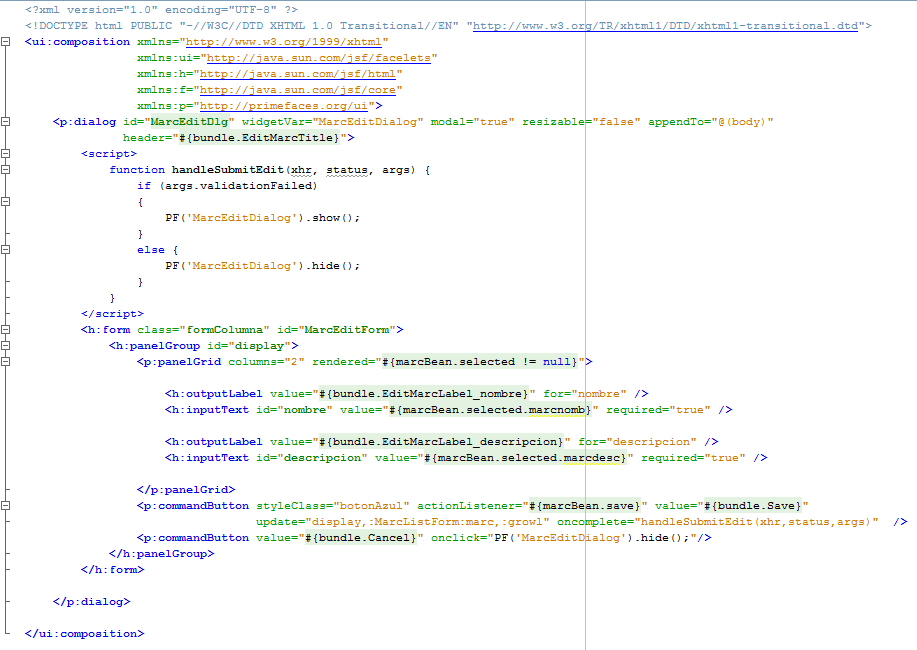 <?xml version="1.0" encoding="UTF-8" ?>
<!DOCTYPE html PUBLIC "-//W3C//DTD XHTML 1.0 Transitional//EN" "http://www.w3.org/TR/xhtml1/DTD/xhtml1-transitional.dtd">
<ui:composition xmlns="http://www.w3.org/1999/xhtml"
xmlns:ui="http://java.sun.com/jsf/facelets"
xmlns:h="http://java.sun.com/jsf/html"
xmlns:f="http://java.sun.com/jsf/core"
xmlns:p="http://primefaces.org/ui">
<p:dialog id="MarcEditDlg" widgetVar="MarcEditDialog" modal="true" resizable="false" appendTo="@(body)"
header="#{bundle.EditMarcTitle}">
<script>
function handleSubmitEdit(xhr, status, args) {
if (args.validationFailed)
{
PF('MarcEditDialog').show();
}
else {
PF('MarcEditDialog').hide();
}
}
</script>
<h:form class="formColumna" id="MarcEditForm">
<h:panelGroup id="display">
<p:panelGrid columns="2" rendered="#{marcBean.selected != null}">
<h:outputLabel value="#{bundle.EditMarcLabel_nombre}" for="nombre" />
<h:inputText id="nombre" value="#{marcBean.selected.marcnomb}" required="true" />
<h:outputLabel value="#{bundle.EditMarcLabel_descripcion}" for="descripcion" />
<h:inputText id="descripcion" value="#{marcBean.selected.marcdesc}" required="true" />
</p:panelGrid>
<p:commandButton styleClass="botonAzul" actionListener="#{marcBean.save}" value="#{bundle.Save}"
update="display,:MarcListForm:marc,:growl" oncomplete="handleSubmitEdit(xhr,status,args)" />
<p:commandButton value="#{bundle.Cancel}" onclick="PF('MarcEditDialog').hide();"/>
</h:panelGroup>
</h:form>
</p:dialog>
</ui:composition>